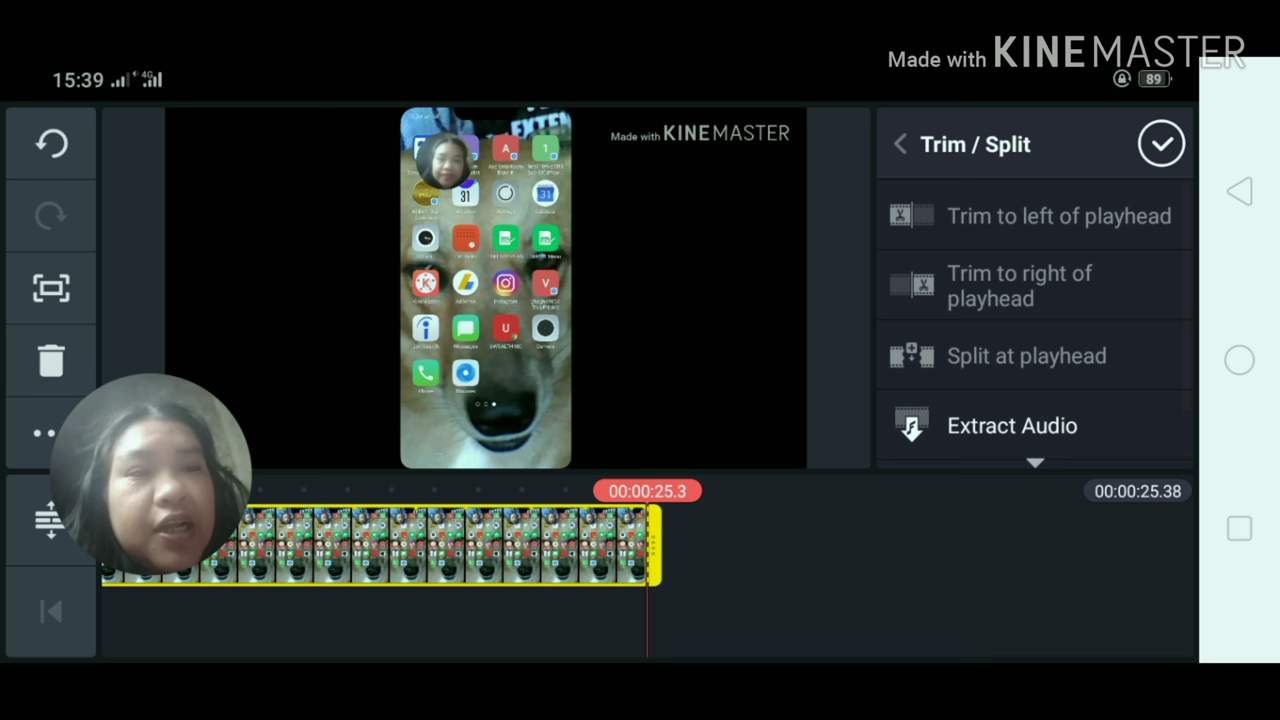 Made with KINEMASTER
15:39
4G
89
Made with KINEMASTER
Trim / Split
Trim to left of playhead
Trim to right of
playhead
Split at playhead
Extract Audio
00:00:25.3
00:00:25.38